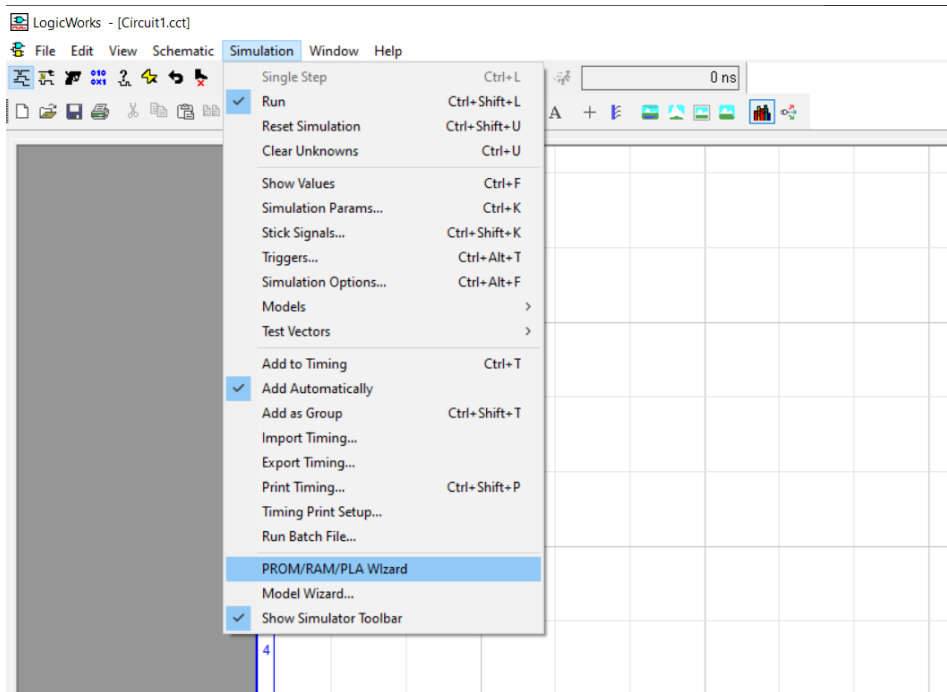 LogicWorks - [Circuit1.cct]
File Edit View Schematic Simulation Window Help
010
0X1
?
0 ns
A
Single Step Ctrl+L
Run Ctrl+Shift+L
Reset Simulation Ctrl+Shift+U
Clear Unknowns Ctrl+U
Show Values Ctrl+F
Simulation Params... Ctrl+K
Stick Signals... Ctrl+Shift+K
Triggers... Ctrl+Alt+T
Simulation Options... Ctrl+Alt+F
Models >
Test Vectors >
Add to Timing Ctrl+T
Add Automatically
Add as Group Ctrl+Shift+T
Import Timing...
Export Timing...
Print Timing... Ctrl+Shift+P
Timing Print Setup...
Run Batch File...
PROM/RAM/PLA WIzard
Model Wizard...
Show Simulator Toolbar
4